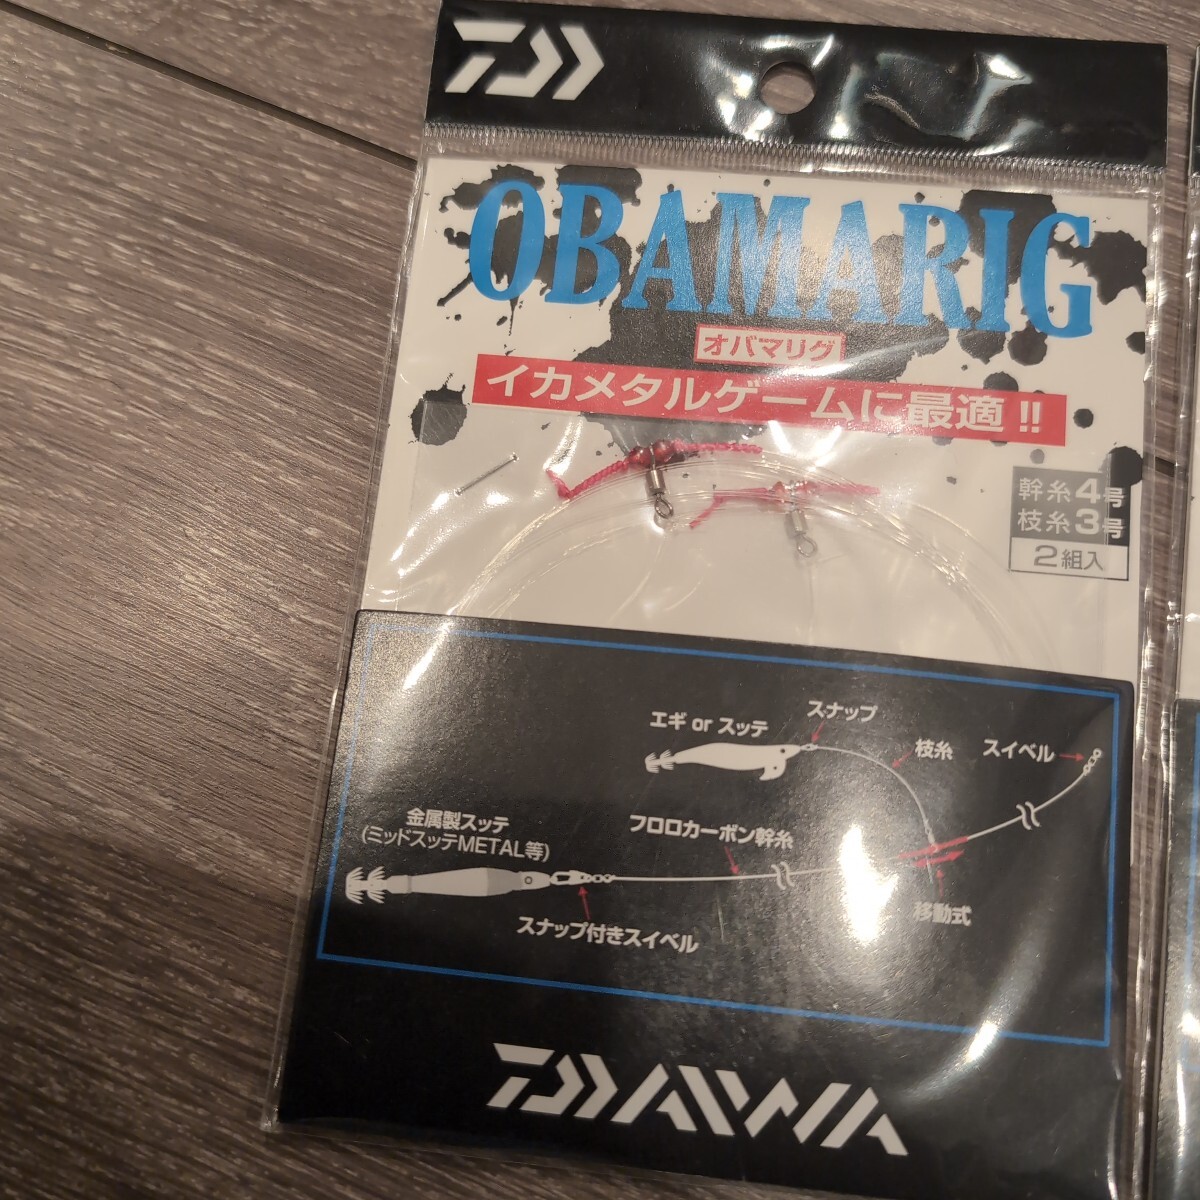 OBAMARIG
オバマリグ
イカメタルゲームに最適!!
幹糸4号
枝糸3号
2組入
エギ or スッテ
スナップ
枝糸
スイベル
金属製スッテ
(ミッドスッテMETAL等)
フロロカーボン幹糸
移動式
スナップ付きスイベル
DAIWA